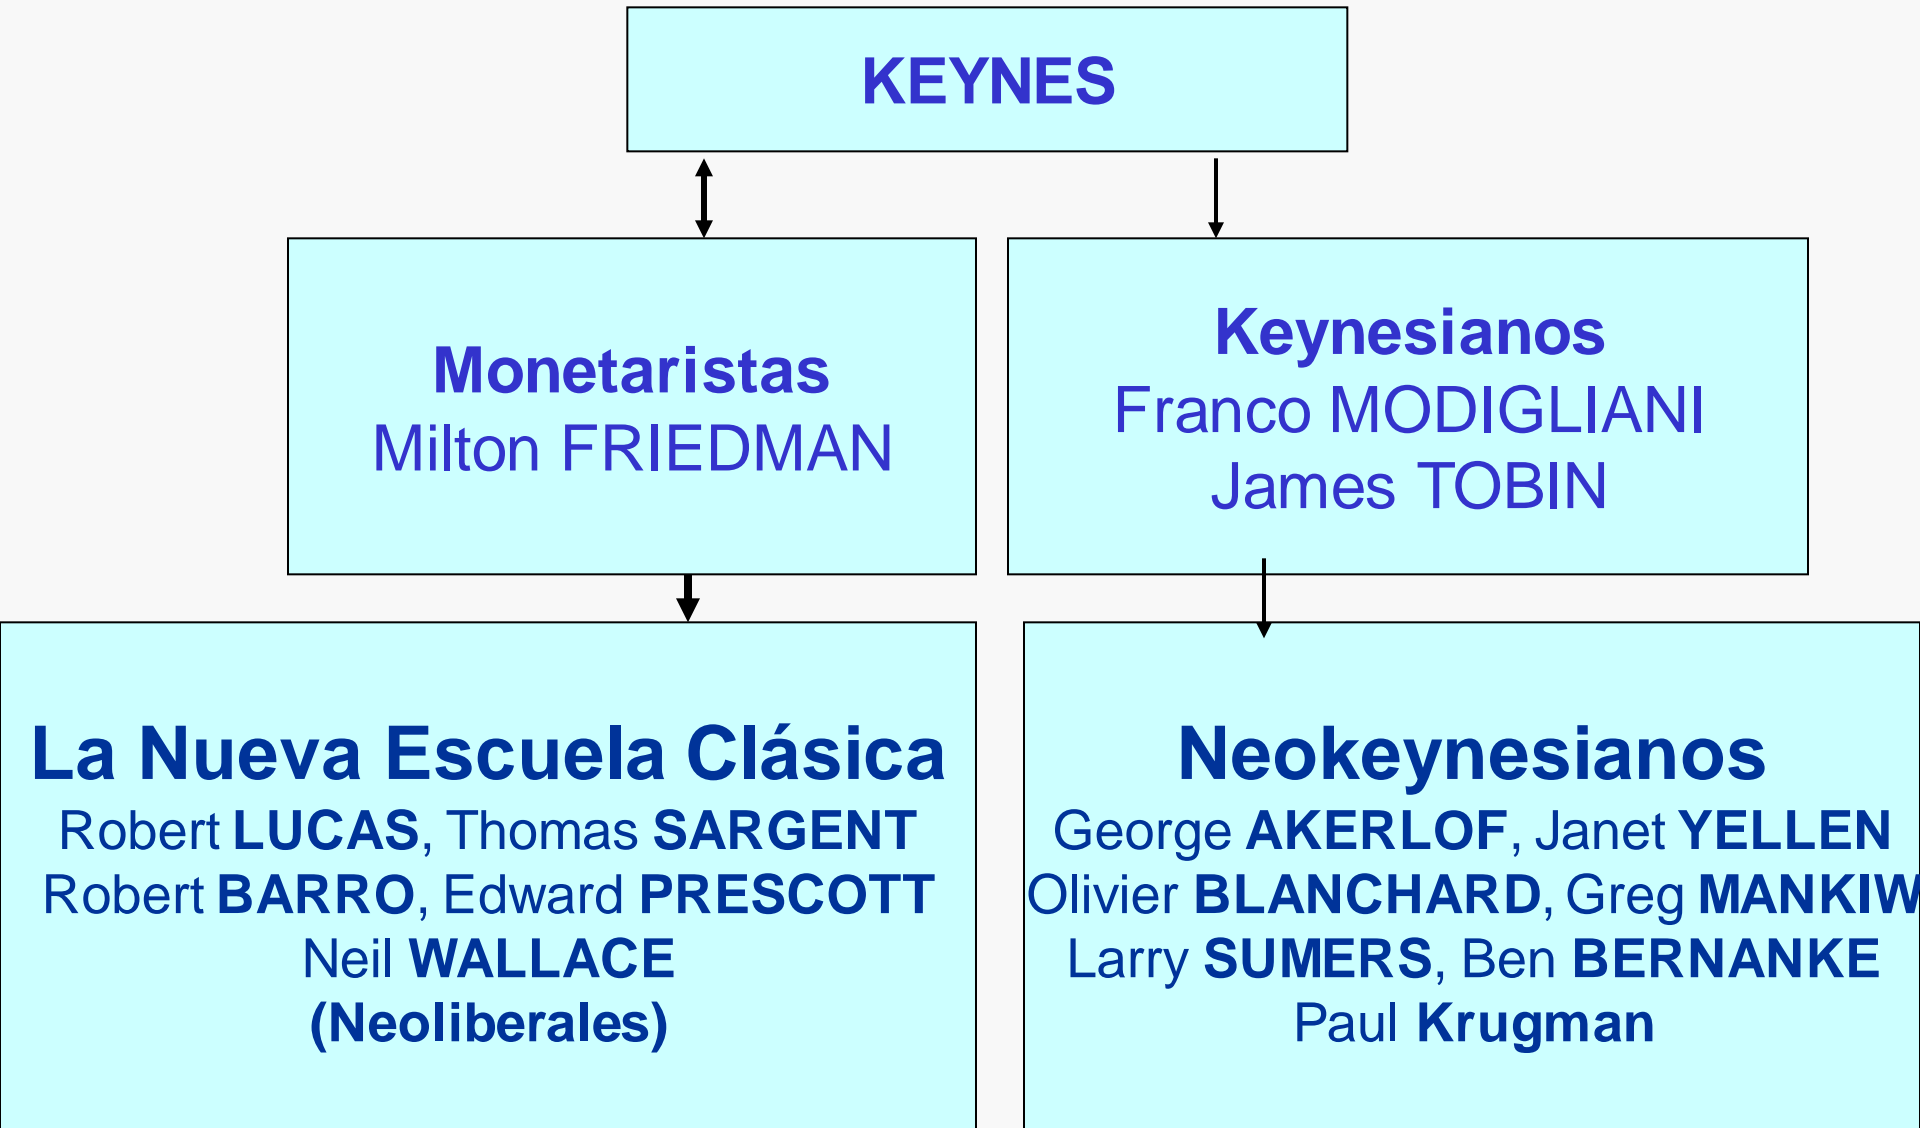 KEYNES
Monetaristas
Milton FRIEDMAN
Keynesianos
Franco MODIGLIANI
James TOBIN
La Nueva Escuela Clásica
Robert LUCAS, Thomas SARGENT
Robert BARRO, Edward PRESCOTT
Neil WALLACE
(Neoliberales)
Neokeynesianos
George AKERLOF, Janet YELLEN
Olivier BLANCHARD, Greg MANKIW
Larry SUMERS, Ben BERNANKE
Paul Krugman